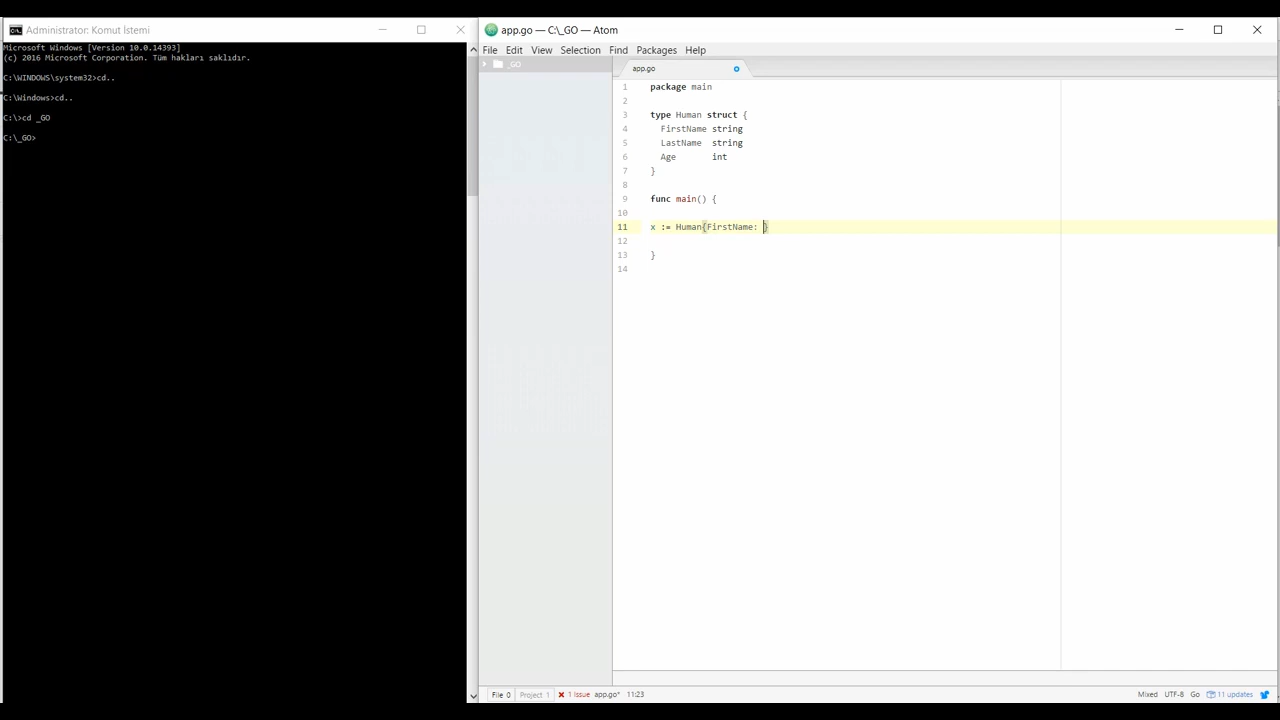 Administrator: Komut İstemi
Microsoft Windows [Version 10.0.14393]
(c) 2016 Microsoft Corporation. Tüm hakları saklıdır.
C:\WINDOWS\system32>cd..
C:\Windows>cd..
C:\>cd _GO
C:\_GO>
app.go — C:\_GO — Atom
File Edit View Selection Find Packages Help
_GO
app.go
1 package main
2
3 type Human struct {
4 FirstName string
5 LastName string
6 Age int
7 }
8
9 func main() {
10
11 x := Human{FirstName: }
12
13 }
14
File 0 Project 1 1 Issue app.go* 11:23 Mixed UTF-8 Go 11 updates